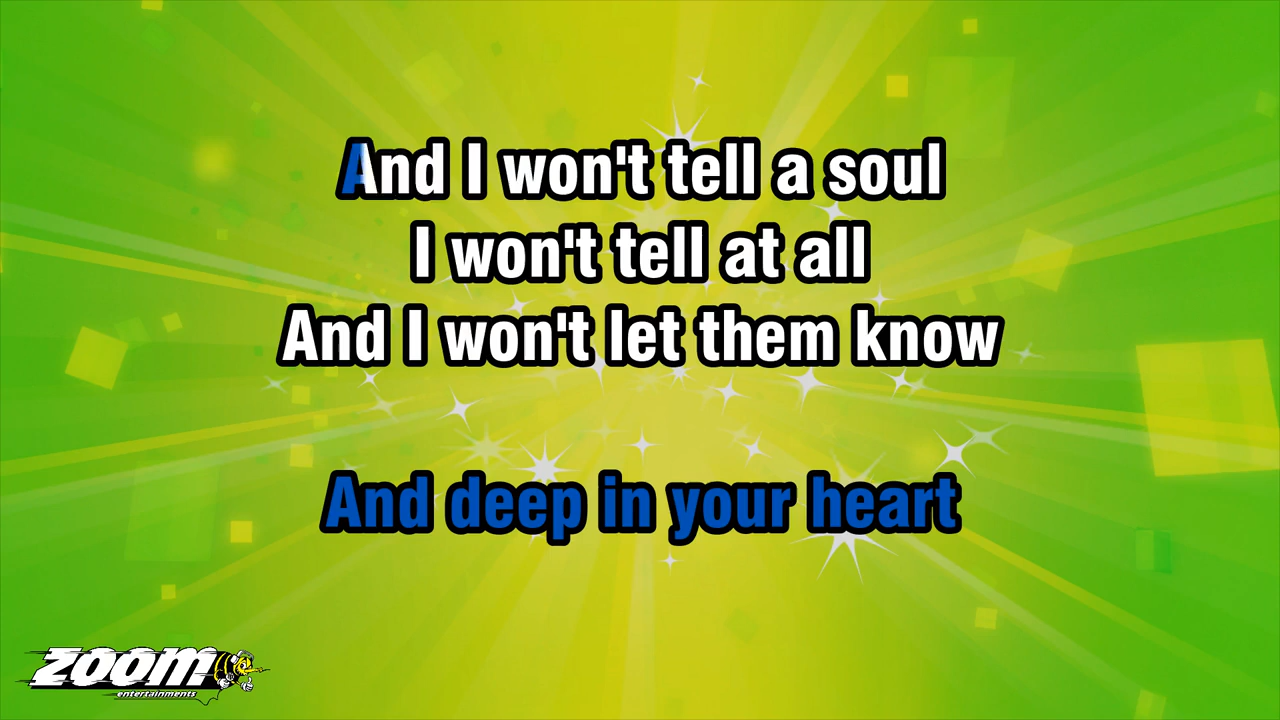 And I won't tell a soul
I won't tell at all
And I won't let them know
And deep in your heart
ZOOM
entertainments